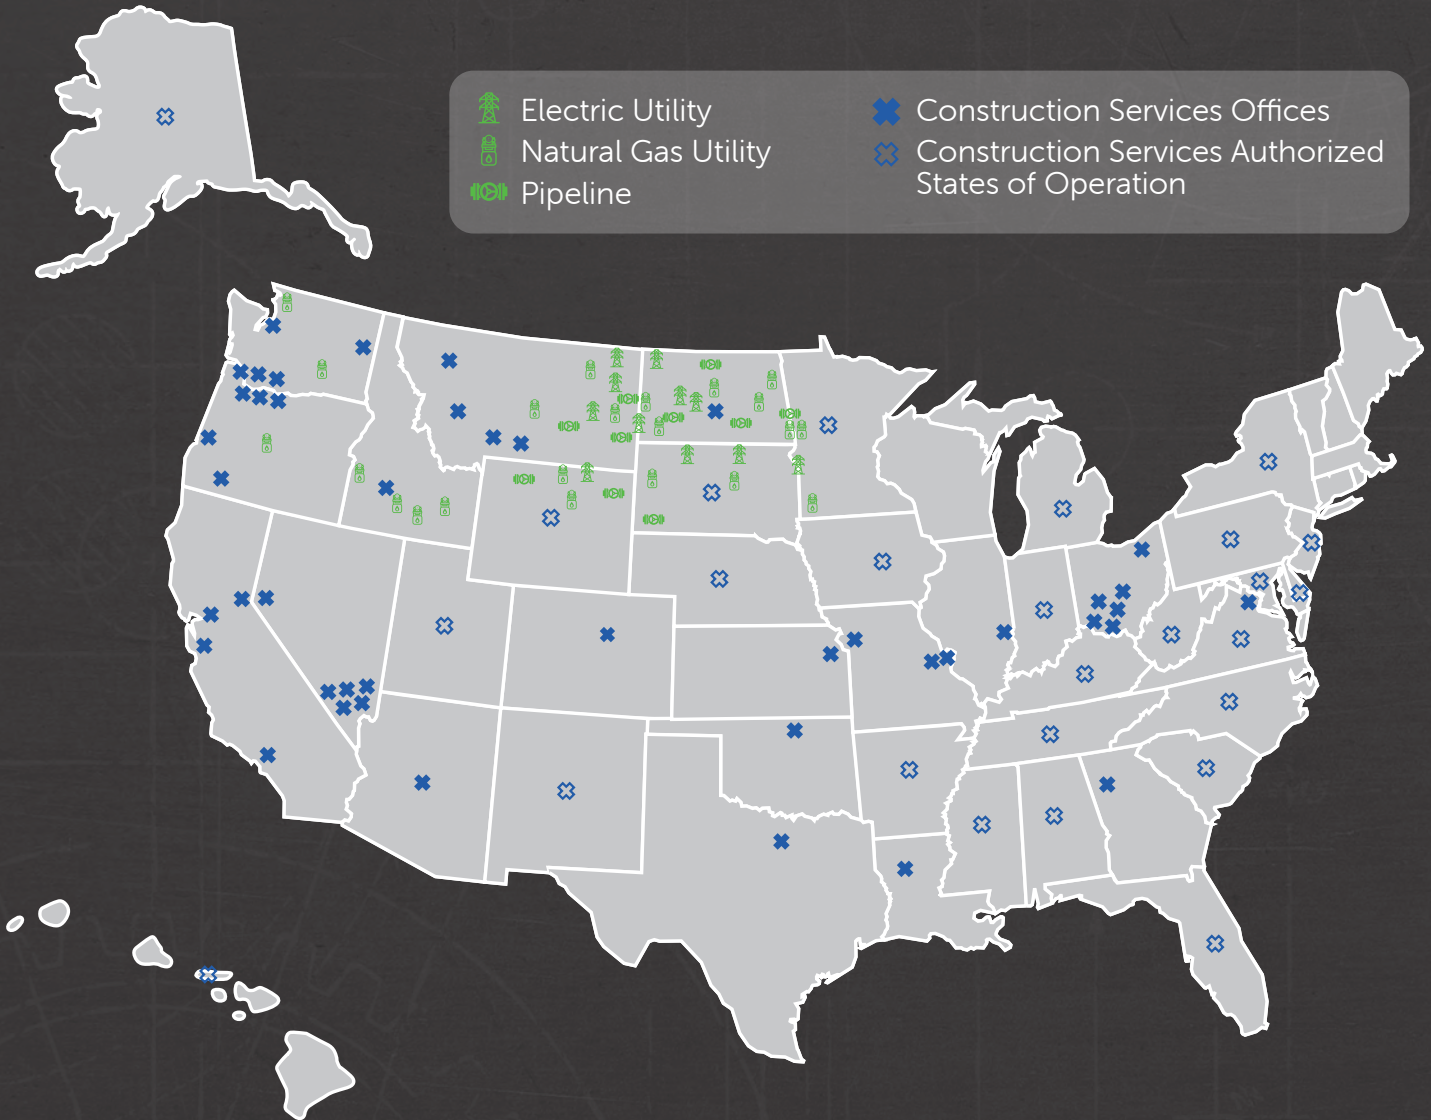 Electric Utility
Natural Gas Utility
Pipeline
Construction Services Offices
Construction Services Authorized
States of Operation